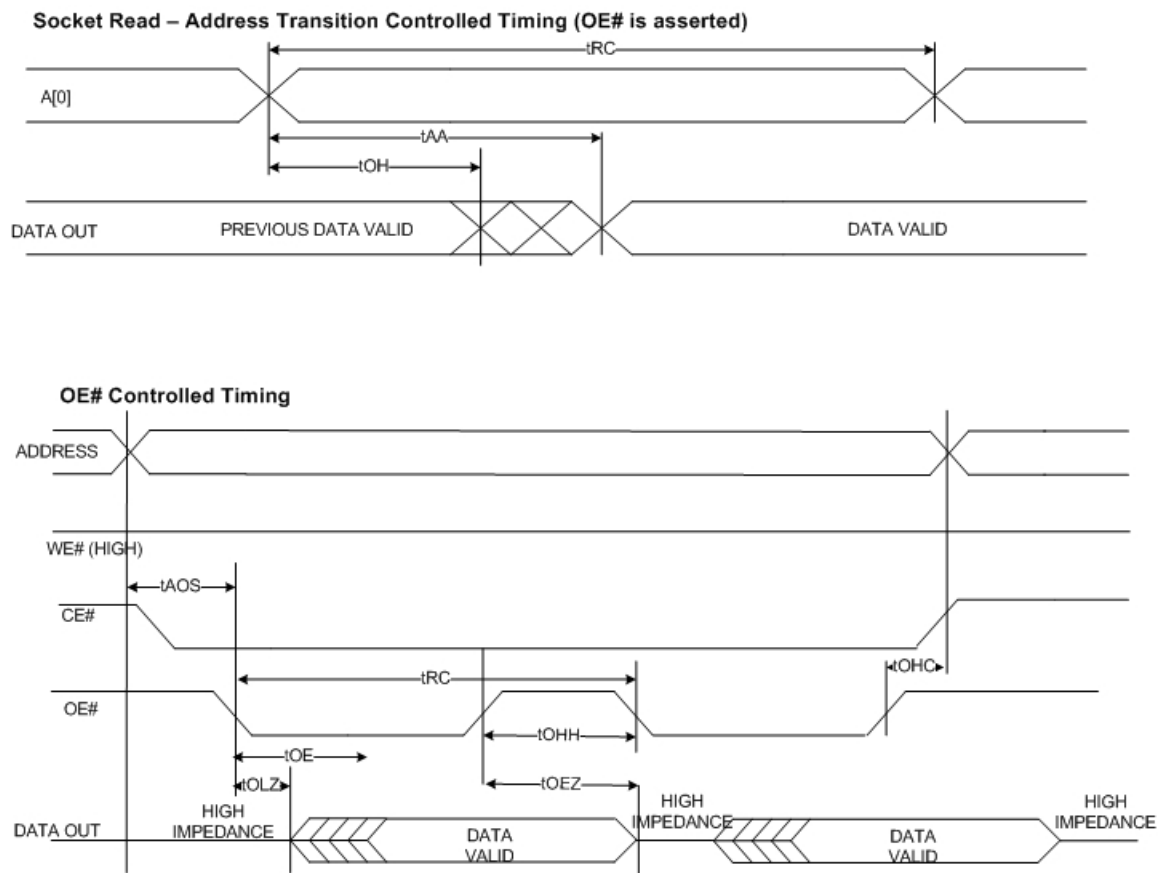 Socket Read – Address Transition Controlled Timing (OE# is asserted)
tRC
A[0]
tAA
tOH
DATA OUT
PREVIOUS DATA VALID
DATA VALID
OE# Controlled Timing
ADDRESS
WE# (HIGH)
tAOS
CE#
tOHC
tRC
OE#
tOHH
tOE
tOLZ
tOEZ
HIGH
IMPEDANCE
HIGH
IMPEDANCE
HIGH
IMPEDANCE
DATA OUT
DATA
VALID
DATA
VALID